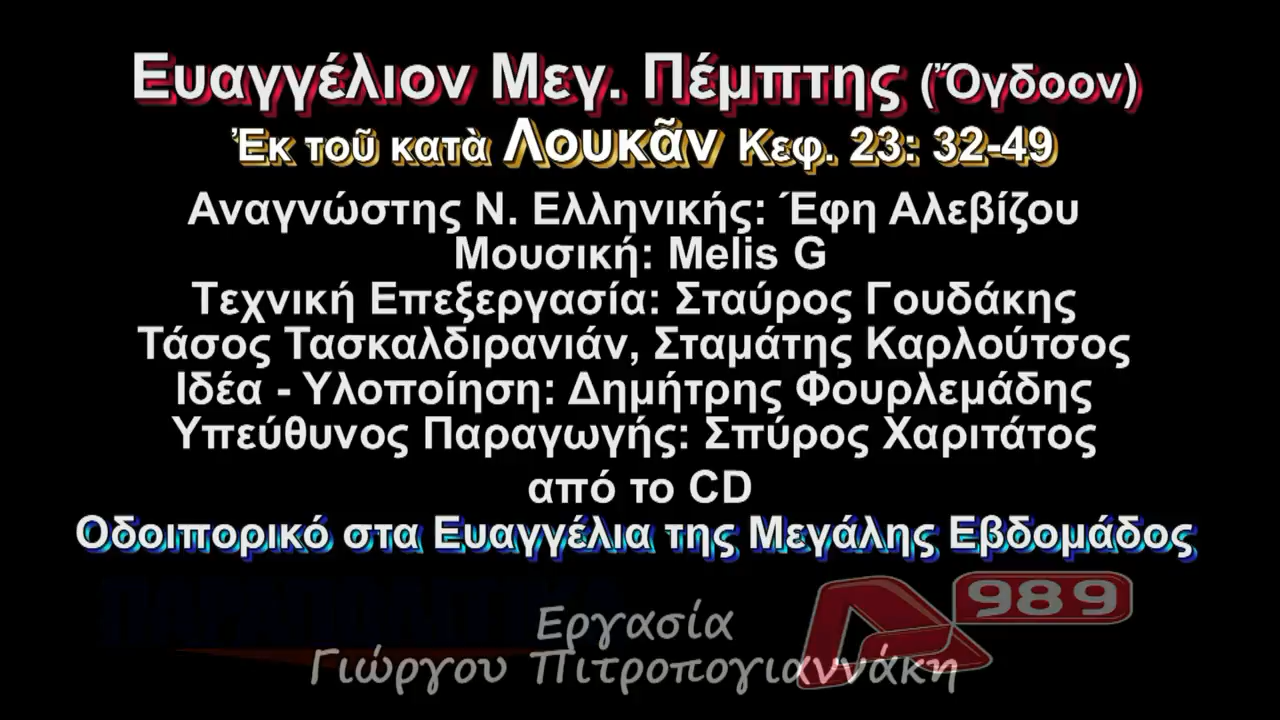 Ευαγγέλιον Μεγ. Πέμπτης (Ὄγδοον)
Ἐκ τοῦ κατὰ Λουκᾶν Κεφ. 23: 32-49
Αναγνώστης Ν. Ελληνικής: Έφη Αλεβίζου
Μουσική: Melis G
Τεχνική Επεξεργασία: Σταύρος Γουδάκης
Τάσος Τασκαλδιρανιάν, Σταμάτης Καρλούτσος
Ιδέα - Υλοποίηση: Δημήτρης Φουρλεμάδης
Υπεύθυνος Παραγωγής: Σπύρος Χαριτάτος
από το CD
Οδοιπορικό στα Ευαγγέλια της Μεγάλης Εβδομάδος
989
Εργασία
Γιώργου Πιτροπογιαννάκη